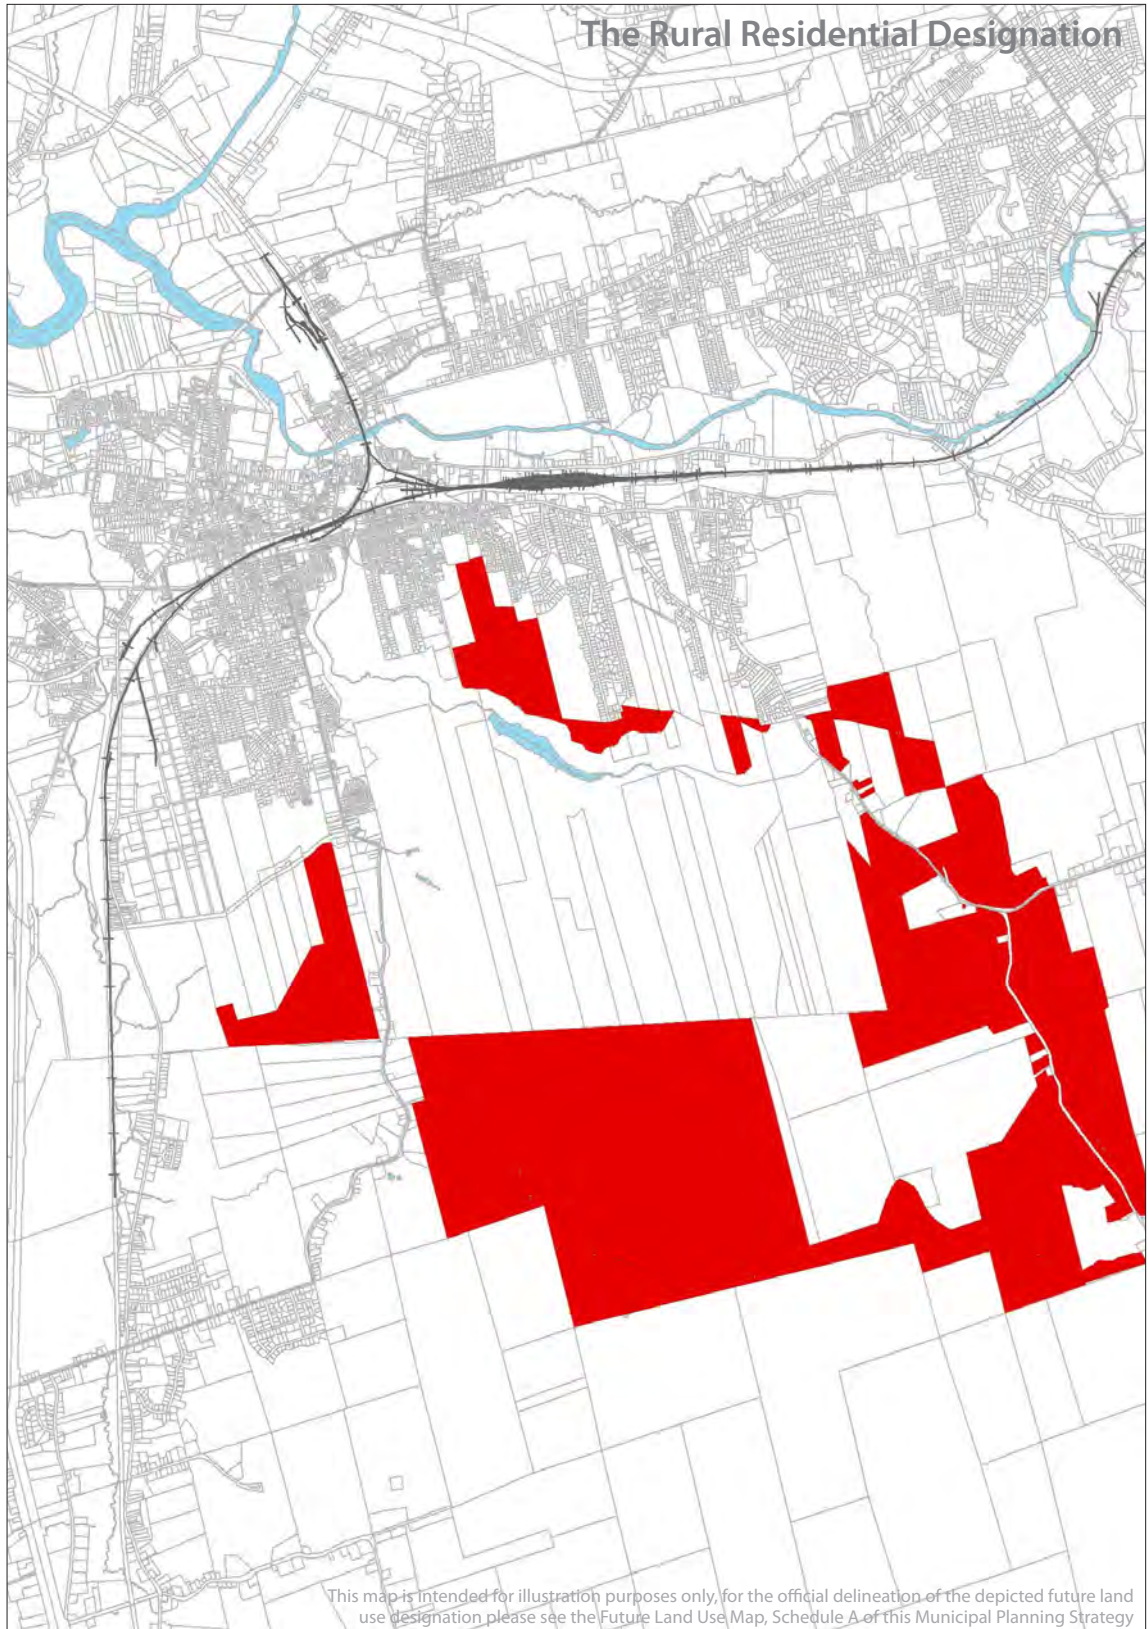 The Rural Residential Designation
This map is intended for illustration purposes only, for the official delineation of the depicted future land
use designation please see the Future Land Use Map, Schedule A of this Municipal Planning Strategy